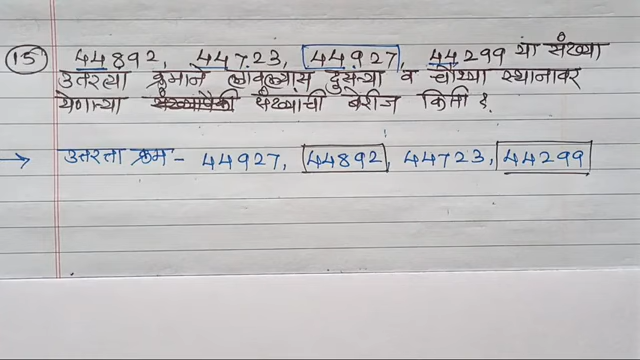 15) 44892, 44723, 44927, 44299 या संख्या
उतरत्या क्रमाने लावल्यास दुसऱ्या व चौथ्या स्थानावर
येणाऱ्या संख्यापैकी संख्यांची बेरीज किती ?
→ उतरता क्रम - 44927, 44892, 44723, 44299